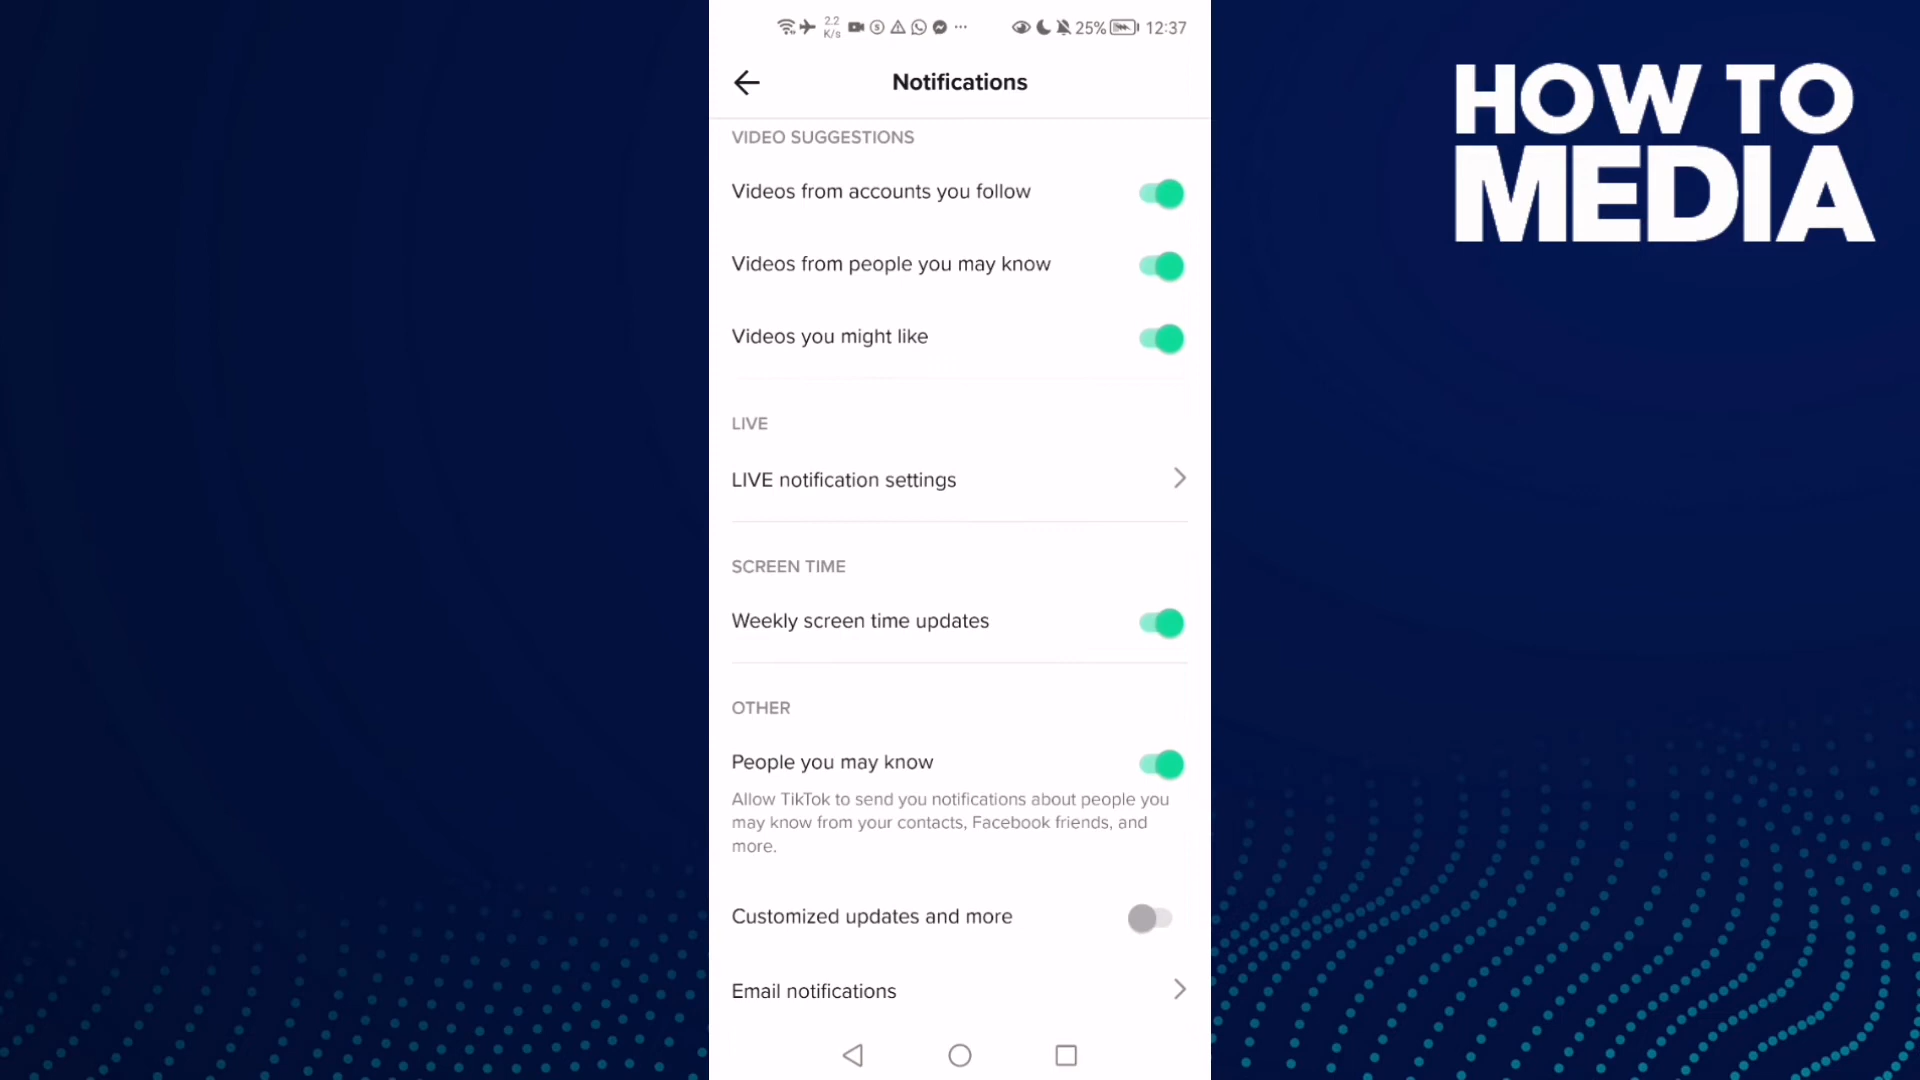 2.2
K/s
25%
12:37
Notifications
HOW TO
MEDIA
VIDEO SUGGESTIONS
Videos from accounts you follow
Videos from people you may know
Videos you might like
LIVE
LIVE notification settings
SCREEN TIME
Weekly screen time updates
OTHER
People you may know
Allow TikTok to send you notifications about people you
may know from your contacts, Facebook friends, and
more.
Customized updates and more
Email notifications